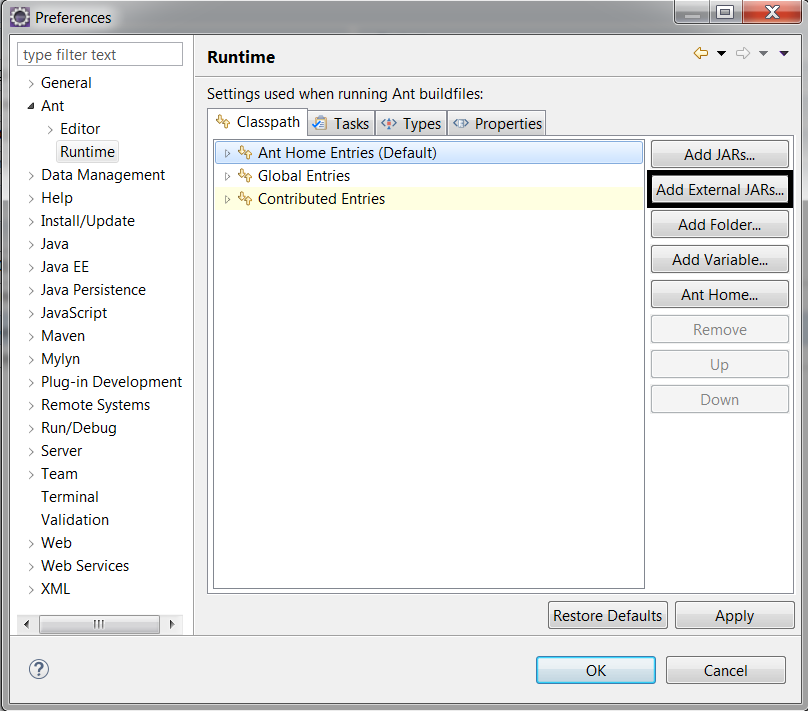 Preferences
type filter text
General
Ant
Editor
Runtime
Data Management
Help
Install/Update
Java
Java EE
Java Persistence
JavaScript
Maven
Mylyn
Plug-in Development
Remote Systems
Run/Debug
Server
Team
Terminal
Validation
Web
Web Services
XML
Runtime
Settings used when running Ant buildfiles:
Classpath Tasks Types Properties
Ant Home Entries (Default)
Global Entries
Contributed Entries
Add JARs...
Add External JARs...
Add Folder...
Add Variable...
Ant Home...
Remove
Up
Down
Restore Defaults Apply
OK Cancel